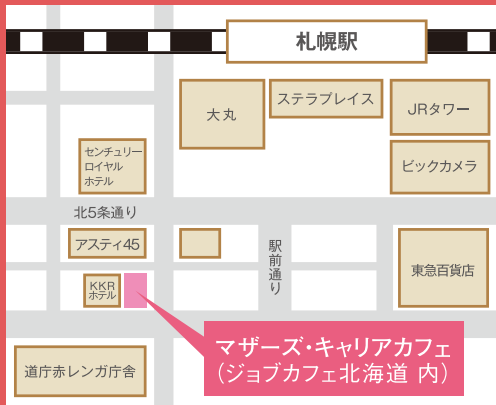 札幌駅
大丸
ステラプレイス
JRタワー
センチュリー
ロイヤル
ホテル
ビックカメラ
北5条通り
アスティ45
駅前通り
東急百貨店
KKR
ホテル
マザーズ・キャリアカフェ
（ジョブカフェ北海道 内）
道庁赤レンガ庁舎